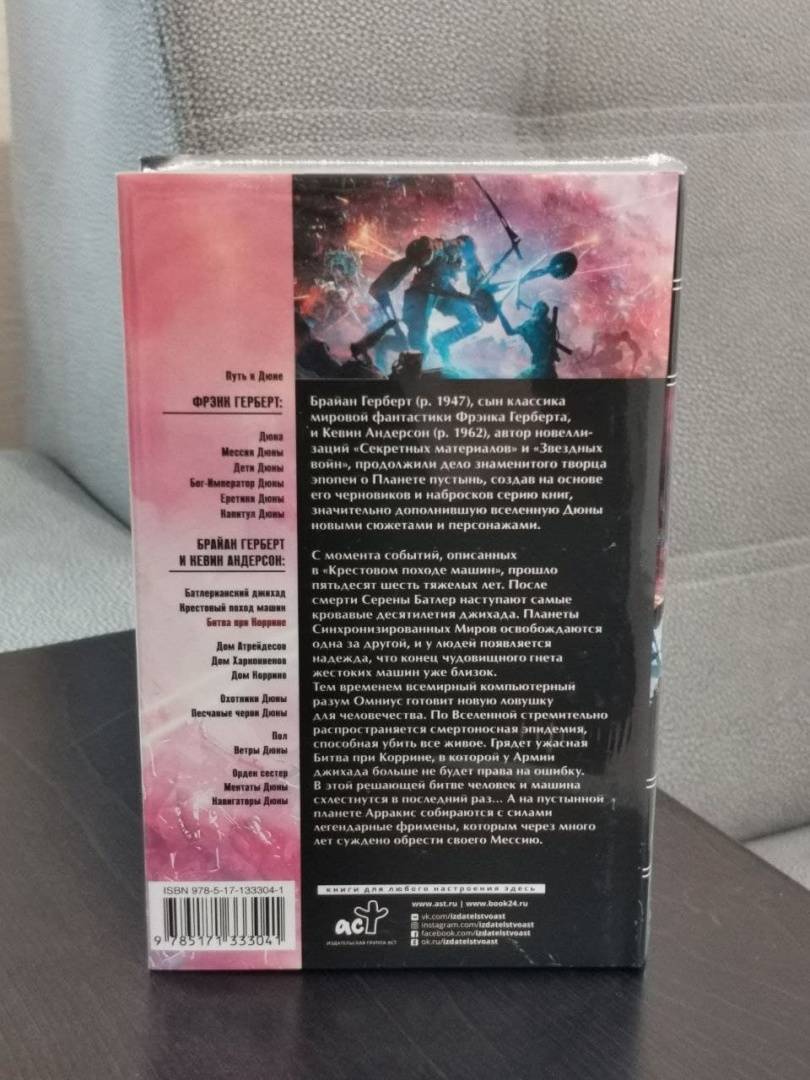 Путь к Дюне
ФРЭНК ГЕРБЕРТ:
Дюна
Мессия Дюны
Дети Дюны
Бог-Император Дюны
Еретики Дюны
Капитул Дюны
БРАЙАН ГЕРБЕРТ
И КЕВИН АНДЕРСОН:
Батлерианский джихад
Крестовый поход машин
Битва при Коррине
Дом Атрейдесов
Дом Харконненов
Дом Коррино
Охотники Дюны
Песчаные черви Дюны
Пол
Ветры Дюны
Орден сестер
Ментаты Дюны
Навигаторы Дюны
ISBN 978-5-17-133304-1
9 785171 333041
Брайан Герберт (р. 1947), сын классика
мировой фантастики Фрэнка Герберта,
и Кевин Андерсон (р. 1962), автор новелли-
заций «Секретных материалов» и «Звездных
войн», продолжили дело знаменитого творца
эпопеи о Планете пустынь, создав на основе
его черновиков и набросков серию книг,
значительно дополнившую вселенную Дюны
новыми сюжетами и персонажами.
С момента событий, описанных
в «Крестовом походе машин», прошло
пятьдесят шесть тяжелых лет. После
смерти Серены Батлер наступают самые
кровавые десятилетия джихада. Планеты
Синхронизированных Миров освобождаются
одна за другой, и у людей появляется
надежда, что конец чудовищного гнета
жестоких машин уже близок.
Тем временем всемирный компьютерный
разум Омниус готовит новую ловушку
для человечества. По Вселенной стремительно
распространяется смертоносная эпидемия,
способная убить все живое. Грядет ужасная
Битва при Коррине, в которой у Армии
джихада больше не будет права на ошибку.
В этой решающей битве человек и машина
схлестнутся в последний раз... А на пустынной
планете Арракис собираются с силами
легендарные фримены, которым через много
лет суждено обрести своего Мессию.
книги для любого настроения здесь
аст
ИЗДАТЕЛЬСКАЯ ГРУППА АСТ
www.ast.ru | www.book24.ru
vk.com/izdatelstvoast
instagram.com/izdatelstvoast
facebook.com/izdatelstvoast
ok.ru/izdatelstvoast